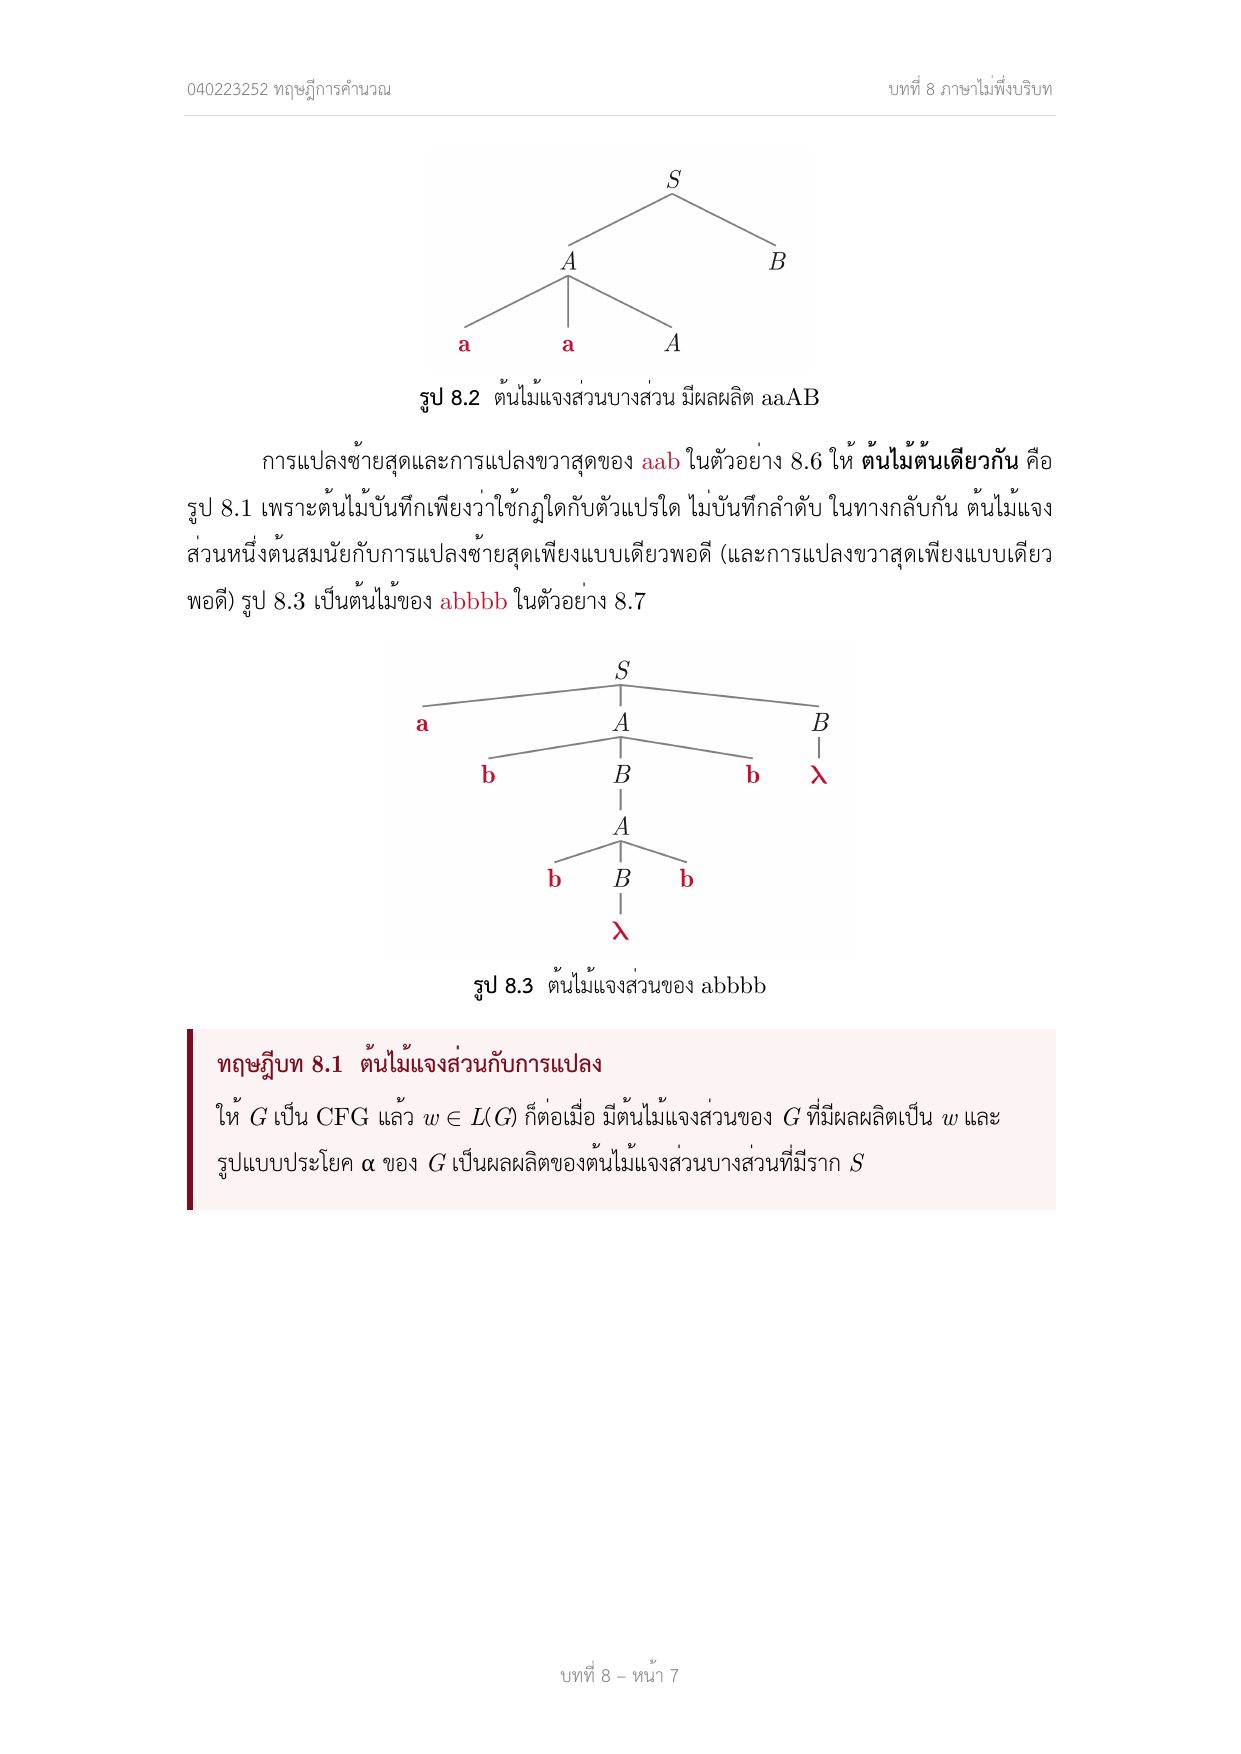 040223252 ทฤษฎีการคำนวณ บทที่ 8 ภาษาไม่พึ่งบริบท
S
A B
a a A
รูป 8.2 ต้นไม้แจงส่วนบางส่วน มีผลผลิต aaAB
การแปลงซ้ายสุดและการแปลงขวาสุดของ aab ในตัวอย่าง 8.6 ให้ ต้นไม้ต้นเดียวกัน คือ
รูป 8.1 เพราะต้นไม้บันทึกเพียงว่าใช้กฎใดกับตัวแปรใด ไม่บันทึกลำดับ ในทางกลับกัน ต้นไม้แจง
ส่วนหนึ่งต้นสมนัยกับการแปลงซ้ายสุดเพียงแบบเดียวพอดี (และการแปลงขวาสุดเพียงแบบเดียว
พอดี) รูป 8.3 เป็นต้นไม้ของ abbbb ในตัวอย่าง 8.7
S
a A B
b B b λ
A
b B b
λ
รูป 8.3 ต้นไม้แจงส่วนของ abbbb
ทฤษฎีบท 8.1 ต้นไม้แจงส่วนกับการแปลง
ให้ G เป็น CFG แล้ว w ∈ L(G) ก็ต่อเมื่อ มีต้นไม้แจงส่วนของ G ที่มีผลผลิตเป็น w และ
รูปแบบประโยค α ของ G เป็นผลผลิตของต้นไม้แจงส่วนบางส่วนที่มีราก S
บทที่ 8 – หน้า 7